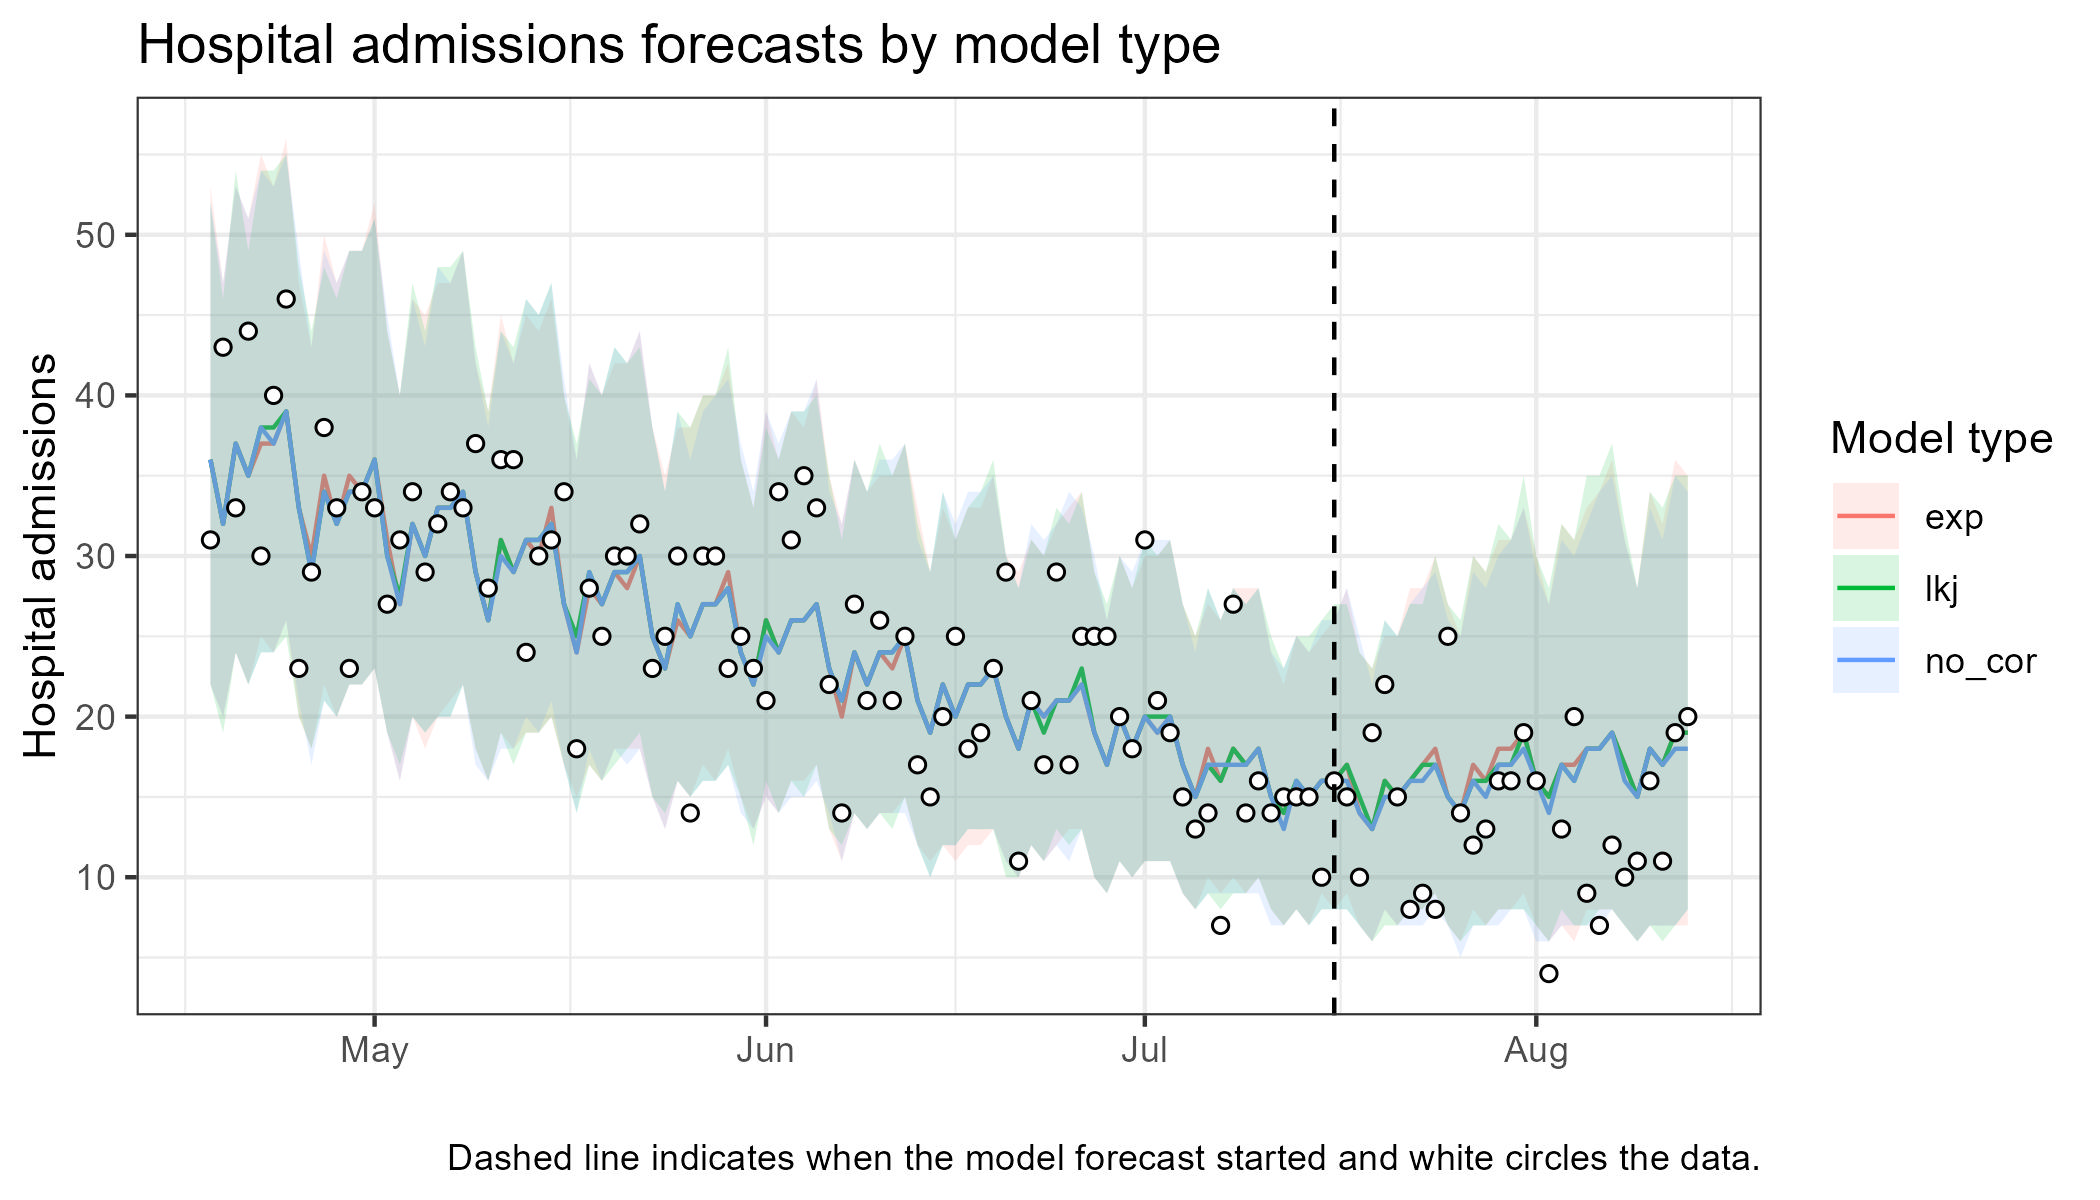 Hospital admissions forecasts by model type
Hospital admissions
50
40
30
20
10
May
Jun
Jul
Aug
Model type
exp
lkj
no_cor
Dashed line indicates when the model forecast started and white circles the data.